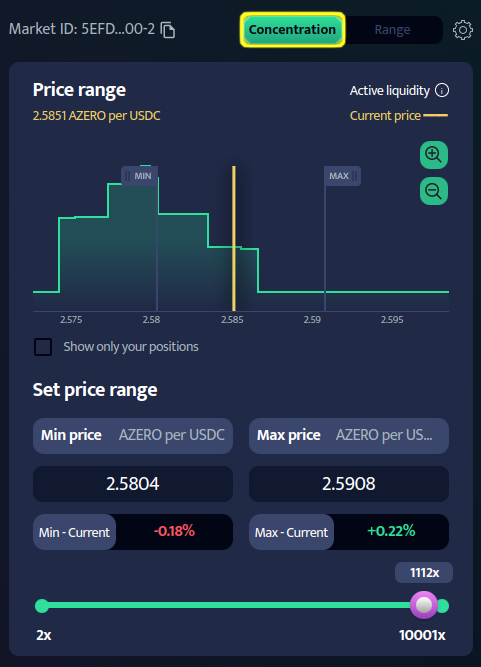 Market ID: 5EFD...00-2
Concentration
Range
Price range
Active liquidity
2.5851 AZERO per USDC
Current price
MIN
MAX
2.575 2.58 2.585 2.59 2.595
Show only your positions
Set price range
Min price AZERO per USDC
Max price AZERO per US...
2.5804
2.5908
Min - Current -0.18%
Max - Current +0.22%
1112x
2x
10001x